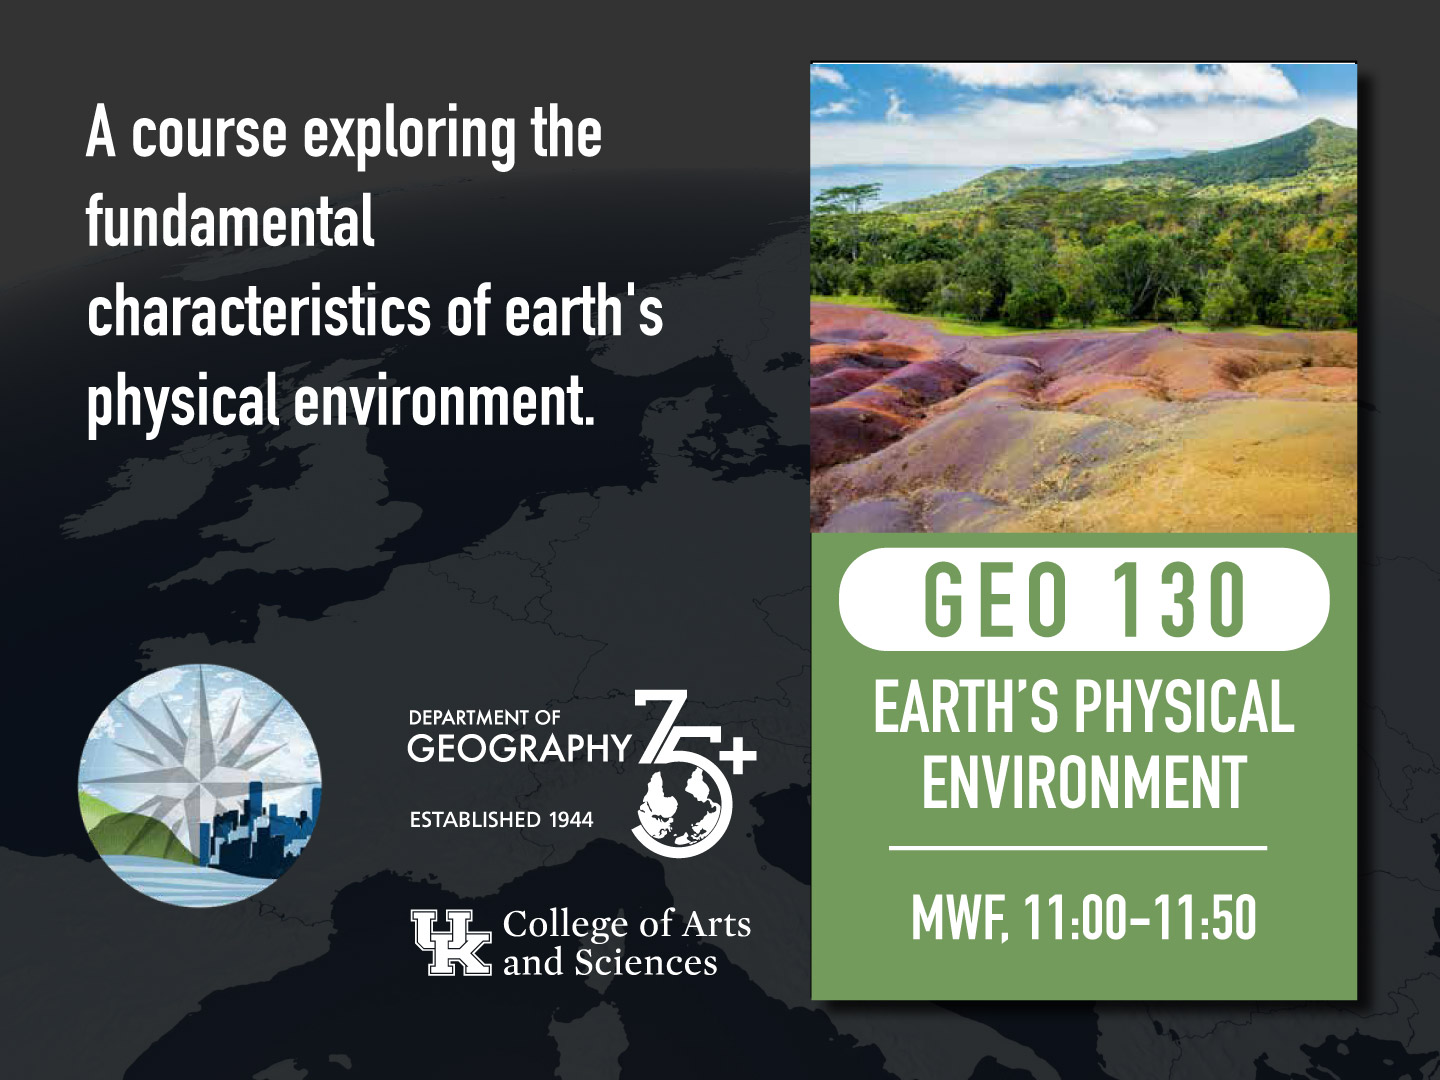 A course exploring the
fundamental
characteristics of earth's
physical environment.
DEPARTMENT OF
GEOGRAPHY
75+
ESTABLISHED 1944
UK
College of Arts
and Sciences
GEO 130
EARTH’S PHYSICAL
ENVIRONMENT
MWF, 11:00-11:50